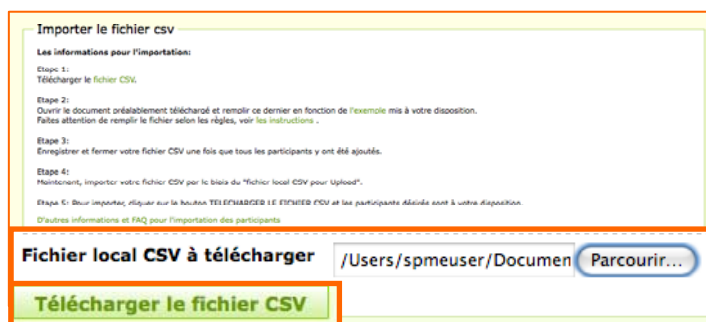 Importer le fichier csv
Les informations pour l'importation:
Etape 1:
Télécharger le fichier CSV.
Etape 2:
Ouvrir le document préalablement téléchargé et remplir ce dernier en fonction de l'exemple mis à votre disposition.
Faites attention de remplir le fichier selon les règles, voir les instructions .
Etape 3:
Enregistrer et fermer votre fichier CSV une fois que tous les participants y ont été ajoutés.
Etape 4:
Maintenant, importer votre fichier CSV par le biais du "fichier local CSV pour Upload".
Etape 5: Pour importer, cliquer sur le bouton TELECHARGER LE FICHIER CSV et les participants désirés sont à votre disposition.
D'autres informations et FAQ pour l'importation des participants
Fichier local CSV à télécharger /Users/spmeuser/Documen Parcourir...
Télécharger le fichier CSV